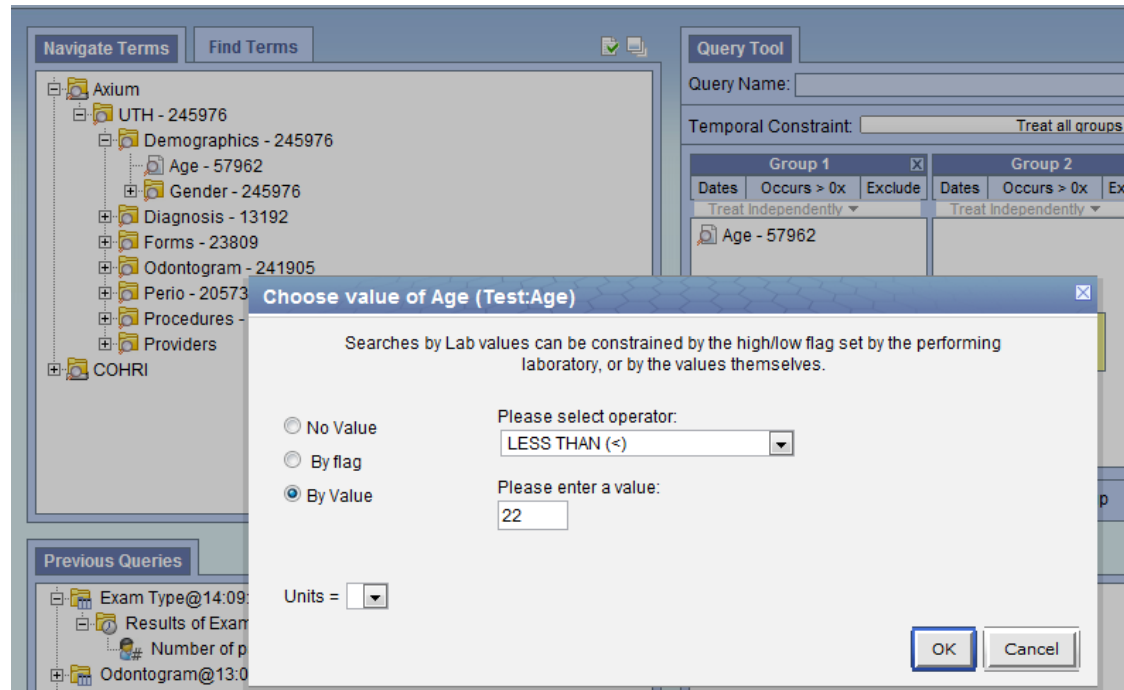 Navigate Terms
Find Terms
Axium
UTH - 245976
Demographics - 245976
Age - 57962
Gender - 245976
Diagnosis - 13192
Forms - 23809
Odontogram - 241905
Perio - 20573
Procedures -
Providers
COHRI
Query Tool
Query Name:
Temporal Constraint:
Treat all groups
Group 1
Group 2
Dates
Occurs > 0x
Exclude
Dates
Occurs > 0x
Ex
Treat Independently
Treat Independently
Age - 57962
Choose value of Age (Test:Age)
Searches by Lab values can be constrained by the high/low flag set by the performing
laboratory, or by the values themselves.
No Value
By flag
By Value
Please select operator:
LESS THAN (<)
Please enter a value:
22
Units =
OK
Cancel
p
Previous Queries
Exam Type@14:09:
Results of Exam
Number of p
Odontogram@13:0